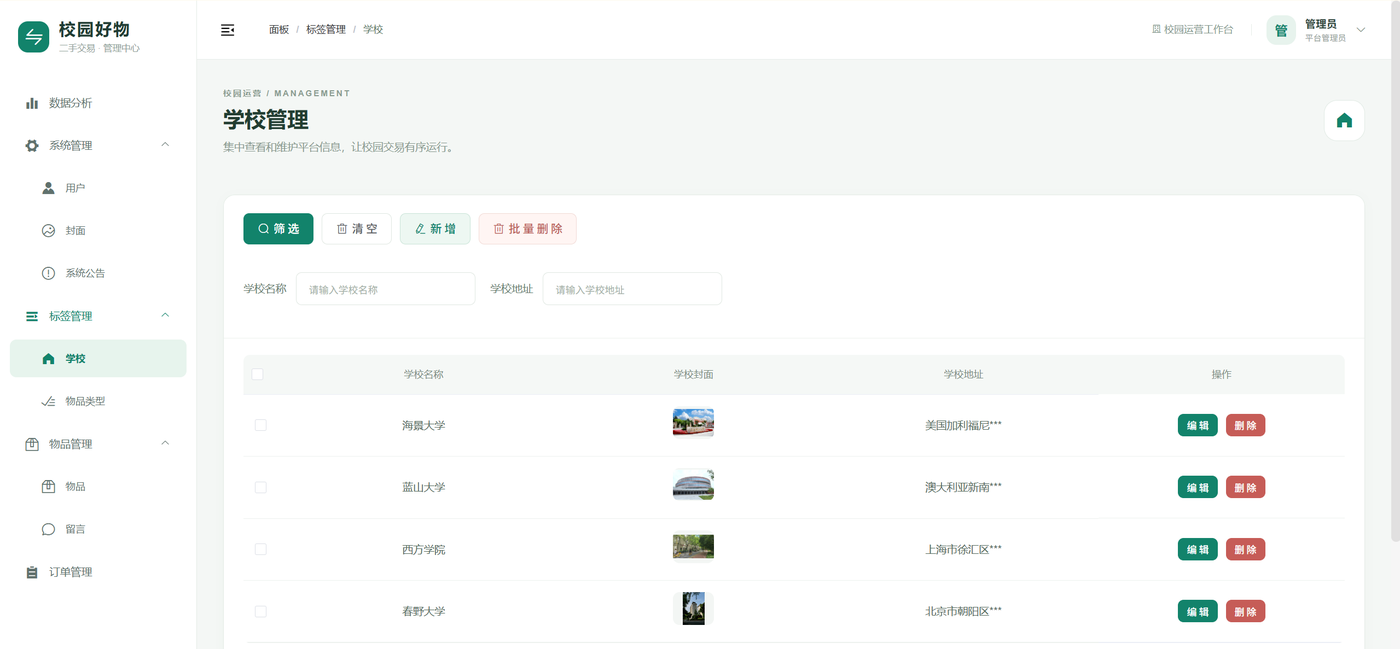 校园好物
二手交易 · 管理中心
数据分析
系统管理
用户
封面
系统公告
标签管理
学校
物品类型
物品管理
物品
留言
订单管理
面板 / 标签管理 / 学校
校园运营工作台
管
管理员
平台管理员
校园运营 / MANAGEMENT
学校管理
集中查看和维护平台信息，让校园交易有序运行。
筛选 清空 新增 批量删除
学校名称 请输入学校名称 学校地址 请输入学校地址
学校名称 学校封面 学校地址 操作
海景大学 美国加利福尼*** 编辑 删除
蓝山大学 澳大利亚新南*** 编辑 删除
西方学院 上海市徐汇区*** 编辑 删除
春野大学 北京市朝阳区*** 编辑 删除